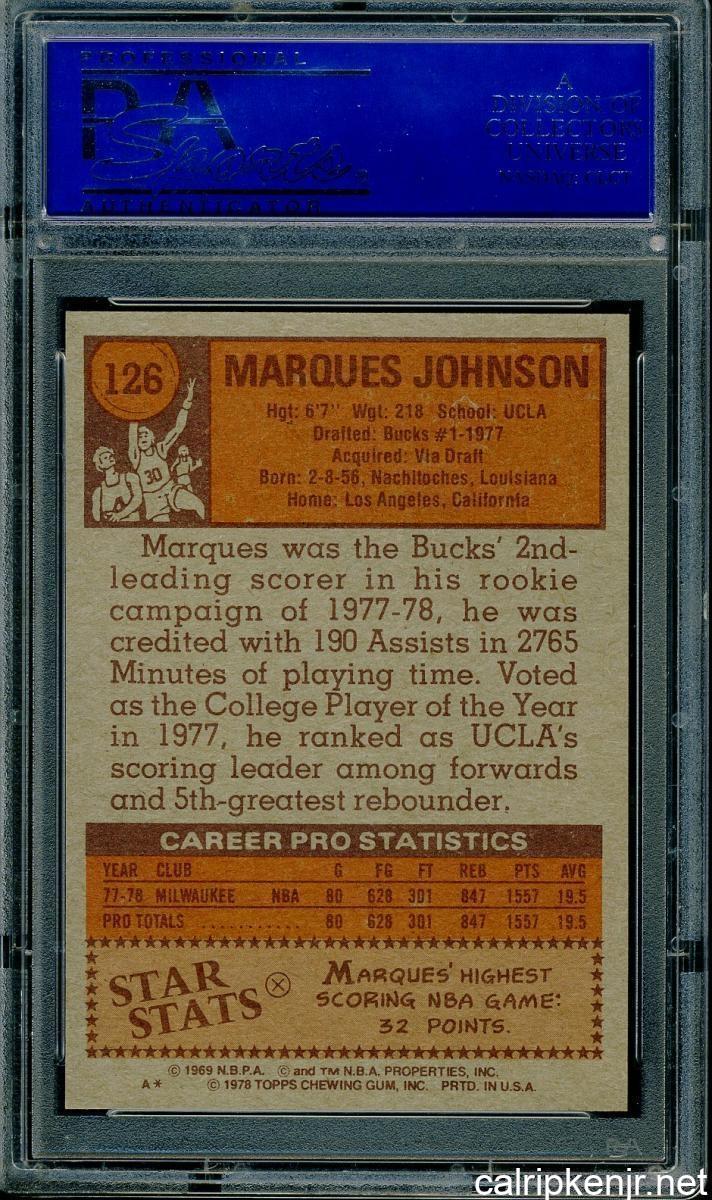 PROFESSIONAL
PSA
Sports
AUTHENTICATOR
A
DIVISION OF
COLLECTORS
UNIVERSE
NASDAQ: CLCT
126
MARQUES JOHNSON
Hgt: 6'7" Wgt: 218 School: UCLA
Drafted: Bucks #1-1977
Acquired: Via Draft
Born: 2-8-56, Nachitoches, Louisiana
Home: Los Angeles, California
30
Marques was the Bucks' 2nd-
leading scorer in his rookie
campaign of 1977-78, he was
credited with 190 Assists in 2765
Minutes of playing time. Voted
as the College Player of the Year
in 1977, he ranked as UCLA's
scoring leader among forwards
and 5th-greatest rebounder.
CAREER PRO STATISTICS
YEAR CLUB G FG FT REB PTS AVG
77-78 MILWAUKEE NBA 80 628 301 847 1557 19.5
PRO TOTALS ........... 80 628 301 847 1557 19.5
STAR
STATS
MARQUES' HIGHEST
SCORING NBA GAME:
32 POINTS.
© 1969 N.B.P.A. © and TM N.B.A. PROPERTIES, INC.
A* © 1978 TOPPS CHEWING GUM, INC. PRTD. IN U.S.A.
PSA
calripkenjr.net